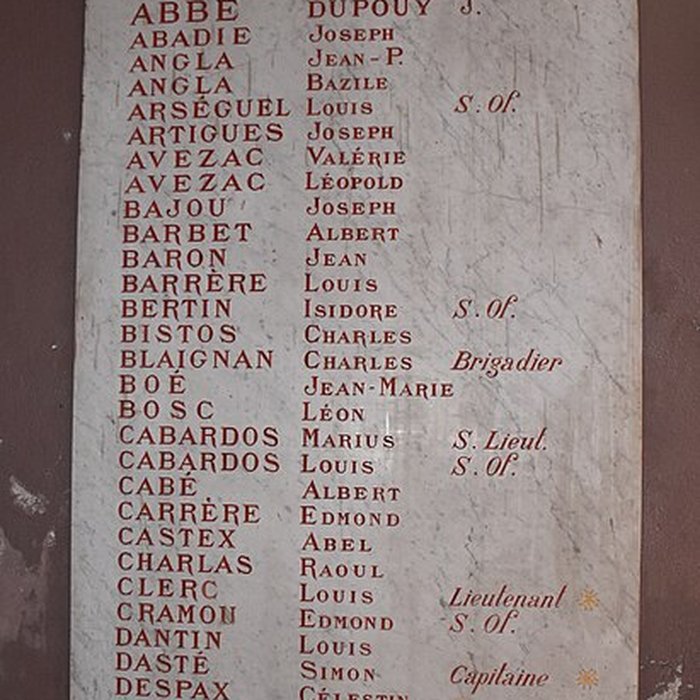 ABBÉ DUPOUY J.
ABADIE JOSEPH
ANGLA JEAN-P.
ANGLA BAZILE
ARSÉGUEL LOUIS S. Of.
ARTIGUES JOSEPH
AVEZAC VALÉRIE
AVEZAC LÉOPOLD
BAJOU JOSEPH
BARBET ALBERT
BARON JEAN
BARRÈRE LOUIS
BERTIN ISIDORE S. Of.
BISTOS CHARLES
BLAIGNAN CHARLES Brigadier
BOÉ JEAN-MARIE
BOSC LÉON
CABARDOS MARIUS S. Lieut.
CABARDOS LOUIS S. Of.
CABÉ ALBERT
CARRÈRE EDMOND
CASTEX ABEL
CHARLAS RAOUL
CLERC LOUIS Lieutenant
CRAMOU EDMOND S. Of.
DANTIN LOUIS
DASTÉ SIMON Capitaine
DESPAX CÉLESTIN